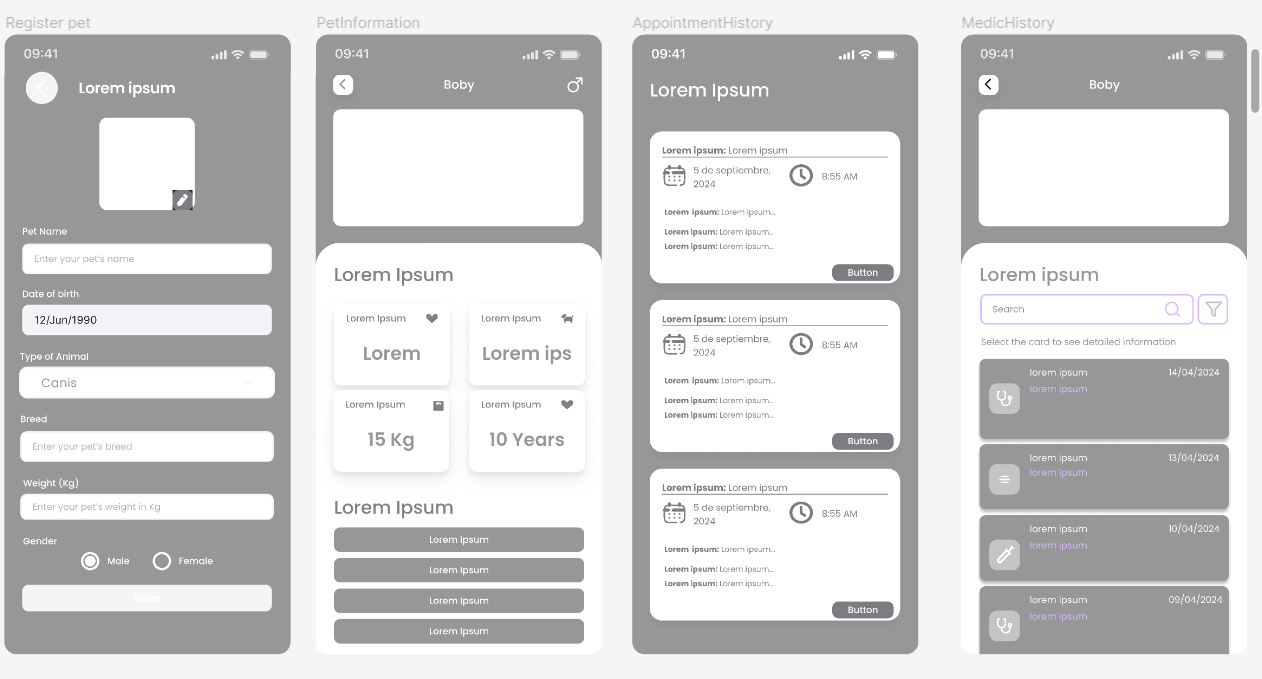 Register pet
09:41
Lorem ipsum
Pet Name
Enter your pet's name
Date of birth
12/Jun/1990
Type of Animal
Canis
Breed
Enter your pet's breed
Weight (Kg)
Enter your pet's weight in Kg
Gender
Male Female
Save
PetInformation
09:41
Boby
Lorem Ipsum
Lorem Ipsum
Lorem
Lorem Ipsum
Lorem ips
Lorem Ipsum
15 Kg
Lorem Ipsum
10 Years
Lorem Ipsum
Lorem Ipsum
Lorem Ipsum
Lorem Ipsum
Lorem Ipsum
AppointmentHistory
09:41
Lorem Ipsum
Lorem ipsum: Lorem ipsum
5 de septiembre,
2024
8:55 AM
Lorem ipsum: Lorem ipsum...
Lorem ipsum: Lorem ipsum...
Lorem ipsum: Lorem ipsum...
Button
Lorem ipsum: Lorem ipsum
5 de septiembre,
2024
8:55 AM
Lorem ipsum: Lorem ipsum...
Lorem ipsum: Lorem ipsum...
Lorem ipsum: Lorem ipsum...
Button
Lorem ipsum: Lorem ipsum
5 de septiembre,
2024
8:55 AM
Lorem ipsum: Lorem ipsum...
Lorem ipsum: Lorem ipsum...
Lorem ipsum: Lorem ipsum...
Button
MedicHistory
09:41
Boby
Lorem ipsum
Search
Select the card to see detailed information
lorem ipsum 14/04/2024
lorem ipsum
lorem ipsum 13/04/2024
lorem ipsum
lorem ipsum 10/04/2024
lorem ipsum
lorem ipsum 09/04/2024
lorem ipsum